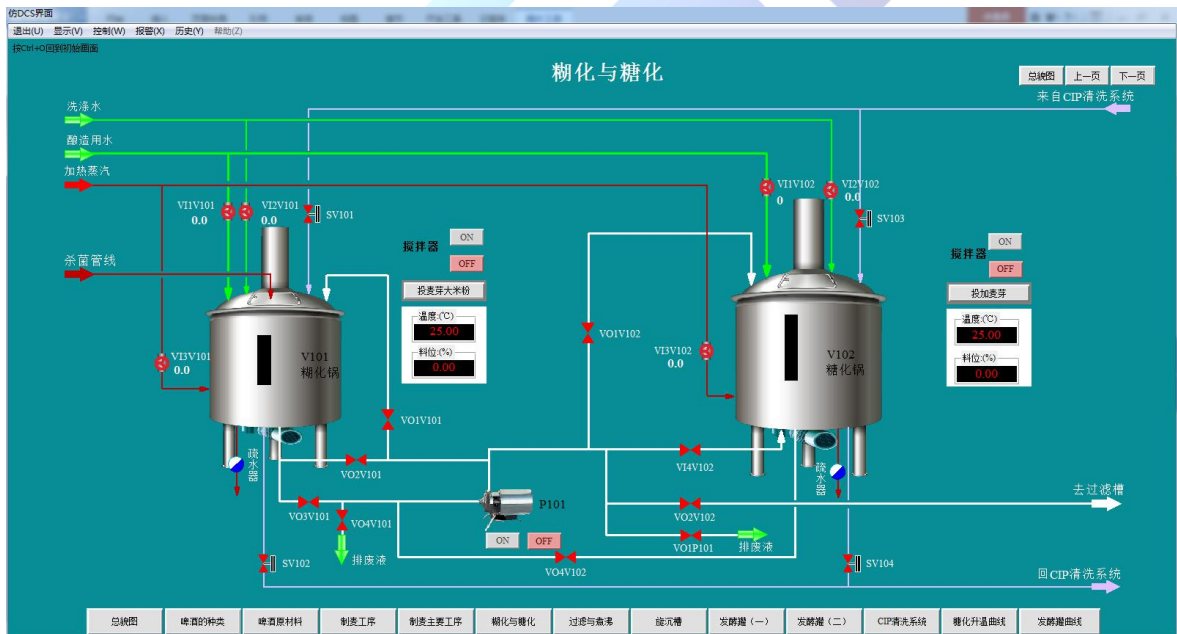 仿DCS界面
退出(U) 显示(V) 控制(W) 报警(X) 历史(Y) 帮助(Z)
按Ctrl+O回到初始画面
糊化与糖化
总貌图 上一页 下一页
来自CIP清洗系统
洗涤水
酿造用水
加热蒸汽
VI1V101
0.0
VI2V101
0.0
SV101
VI1V102
0
VI2V102
0.0
SV103
杀菌管线
搅拌器
ON
OFF
投麦芽大米粉
温度:(℃)
25.00
料位:(%)
0.00
搅拌器
ON
OFF
投加麦芽
温度:(℃)
25.00
料位:(%)
0.00
VI3V101
0.0
V101
糊化锅
VO1V101
VO1V102
VI3V102
0.0
V102
糖化锅
疏水器
VO2V101
VI4V102
疏水器
VO3V101
VO4V101
P101
ON OFF
VO2V102
去过滤槽
VO1P101
排废液
排废液
SV102
VO4V102
SV104
回CIP清洗系统
总貌图 啤酒的种类 啤酒原材料 制麦工序 制麦主要工序 糊化与糖化 过滤与煮沸 旋沉槽 发酵罐（一） 发酵罐（二） CIP清洗系统 糖化升温曲线 发酵罐曲线